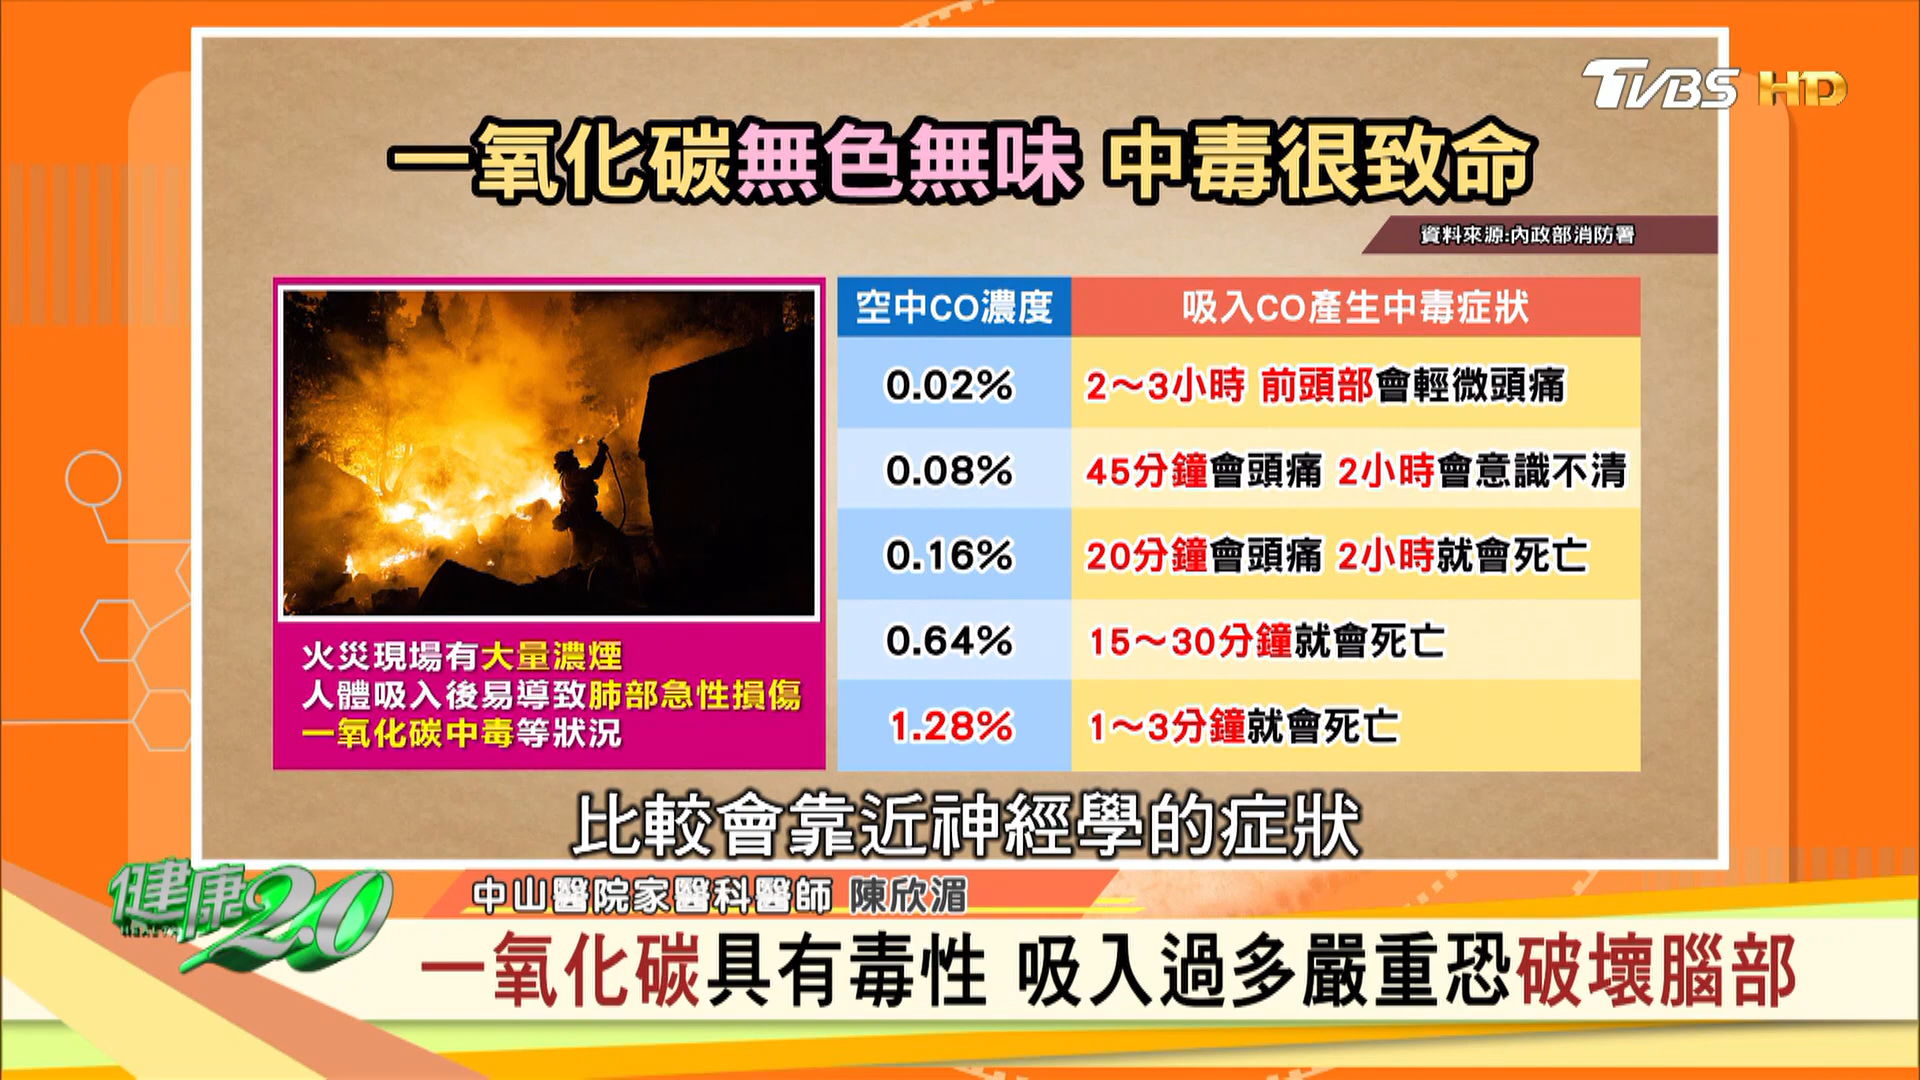 TVBS HD
一氧化碳無色無味 中毒很致命
資料來源:內政部消防署
空中CO濃度 吸入CO產生中毒症狀
0.02% 2～3小時 前頭部會輕微頭痛
0.08% 45分鐘會頭痛 2小時會意識不清
0.16% 20分鐘會頭痛 2小時就會死亡
0.64% 15～30分鐘就會死亡
1.28% 1～3分鐘就會死亡
火災現場有大量濃煙
人體吸入後易導致肺部急性損傷
一氧化碳中毒等狀況
比較會靠近神經學的症狀
健康2.0
HEALTH
中山醫院家醫科醫師 陳欣湄
一氧化碳具有毒性 吸入過多嚴重恐破壞腦部